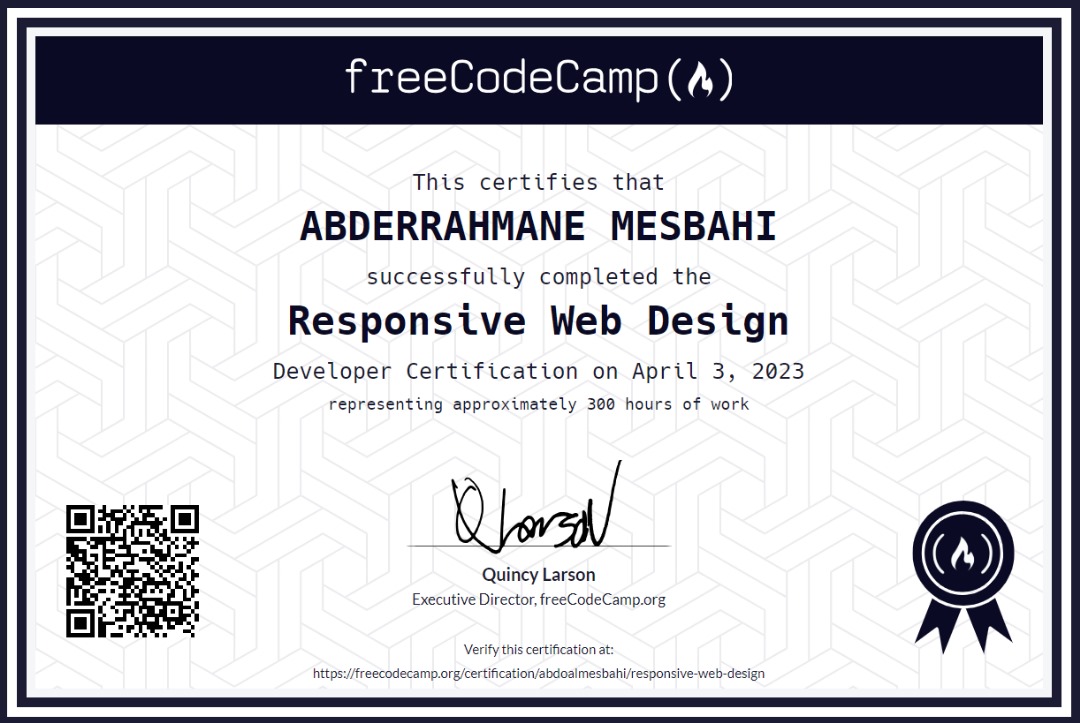 freeCodeCamp
This certifies that
ABDERRAHMANE MESBAHI
successfully completed the
Responsive Web Design
Developer Certification on April 3, 2023
representing approximately 300 hours of work
Q Larson
Quincy Larson
Executive Director, freeCodeCamp.org
Verify this certification at:
https://freecodecamp.org/certification/abdoalmesbahi/responsive-web-design